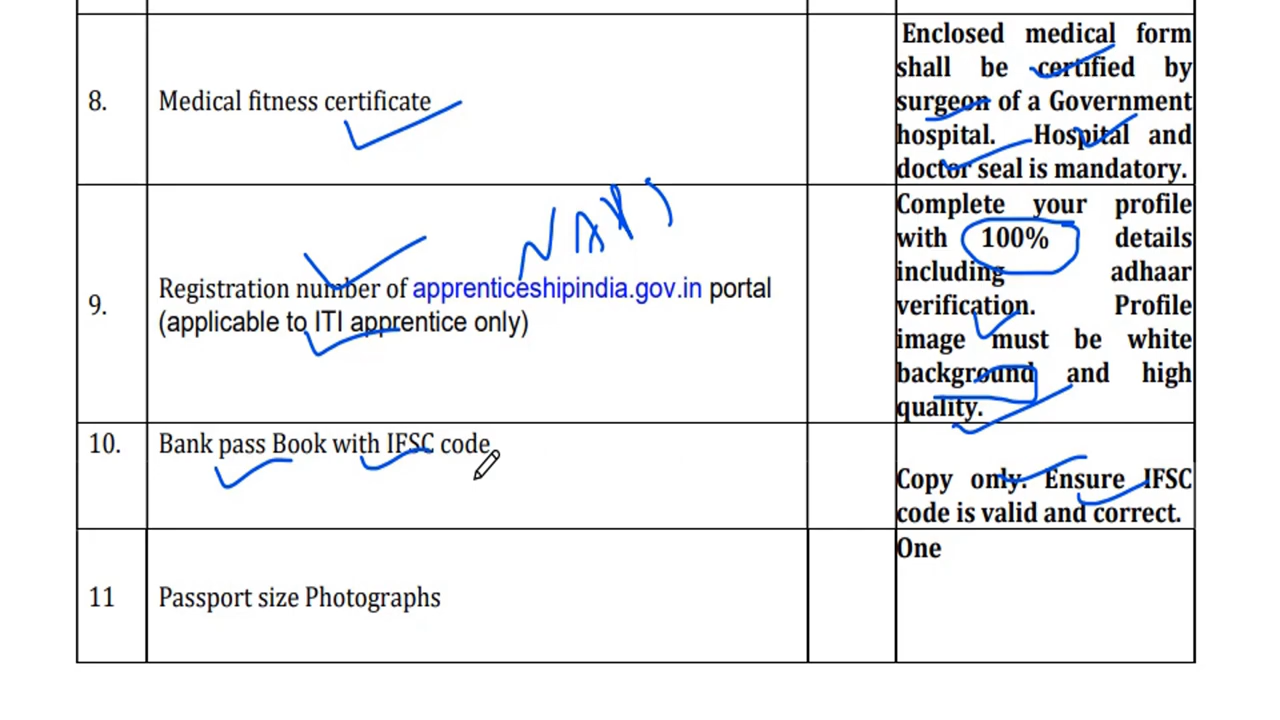 8.
Medical fitness certificate
Enclosed medical form
shall be certified by
surgeon of a Government
hospital. Hospital and
doctor seal is mandatory.
9.
Registration number of apprenticeshipindia.gov.in portal
(applicable to ITI apprentice only)
Complete your profile
with 100% details
including adhaar
verification. Profile
image must be white
background and high
quality.
10.
Bank pass Book with IFSC code
Copy only. Ensure IFSC
code is valid and correct.
11
Passport size Photographs
One